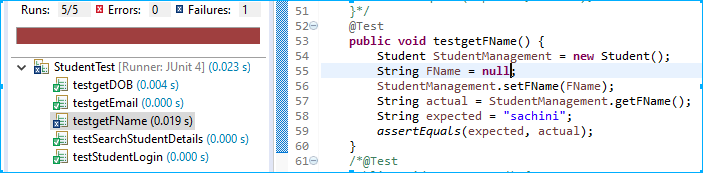 Runs: 5/5 Errors: 0 Failures: 1
StudentTest [Runner: JUnit 4] (0.023 s)
testgetDOB (0.004 s)
testgetEmail (0.000 s)
testgetFName (0.019 s)
testSearchStudentDetails (0.000 s)
testStudentLogin (0.000 s)
51 }*/
52 @Test
53 public void testgetFName() {
54 Student StudentManagement = new Student();
55 String FName = null;
56 StudentManagement.setFName(FName);
57 String actual = StudentManagement.getFName();
58 String expected = "sachini";
59 assertEquals(expected, actual);
60 }
61 /*@Test